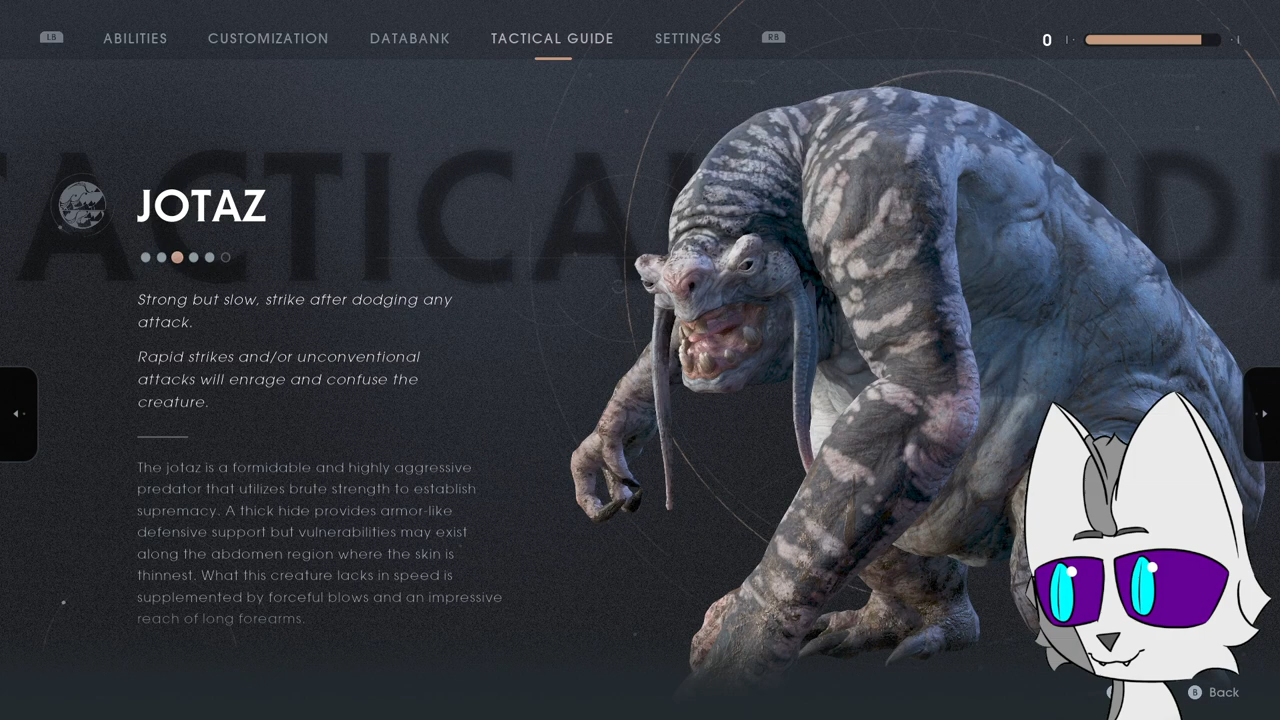 LB
ABILITIES
CUSTOMIZATION
DATABANK
TACTICAL GUIDE
SETTINGS
RB
0
TACTICAL GUIDE
JOTAZ
Strong but slow, strike after dodging any
attack.
Rapid strikes and/or unconventional
attacks will enrage and confuse the
creature.
The jotaz is a formidable and highly aggressive
predator that utilizes brute strength to establish
supremacy. A thick hide provides armor-like
defensive support but vulnerabilities may exist
along the abdomen region where the skin is
thinnest. What this creature lacks in speed is
supplemented by forceful blows and an impressive
reach of long forearms.
B Back